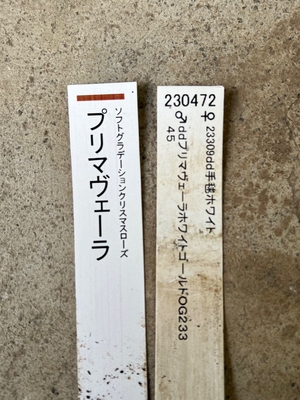 ソフトグラデーションクリスマスローズ
プリマヴェーラ
230472
♀ 23309dd手毬ホワイト
♂ddプリマヴェーラホワイトゴールドOG233
45